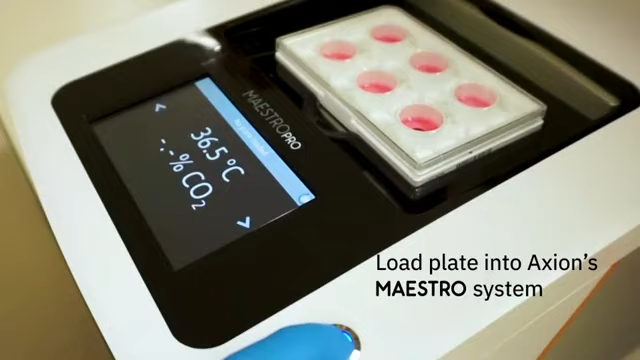 MAESTROPRO
36.5 °C
-.-% CO₂
Load plate into Axion's
MAESTRO system